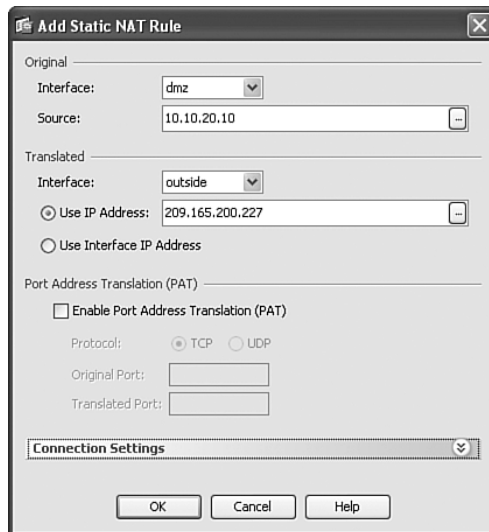 Add Static NAT Rule
Original
Interface: dmz
Source: 10.10.20.10 ...
Translated
Interface: outside
Use IP Address: 209.165.200.227 ...
Use Interface IP Address
Port Address Translation (PAT)
Enable Port Address Translation (PAT)
Protocol: TCP UDP
Original Port:
Translated Port:
Connection Settings
OK Cancel Help